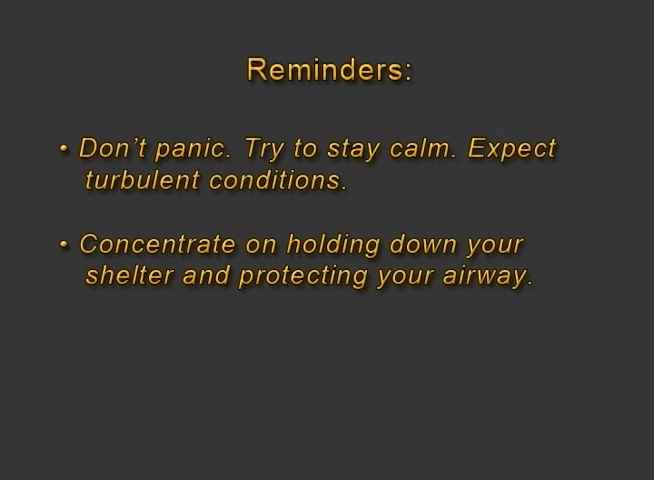 Reminders:
• Don't panic. Try to stay calm. Expect
turbulent conditions.
• Concentrate on holding down your
shelter and protecting your airway.